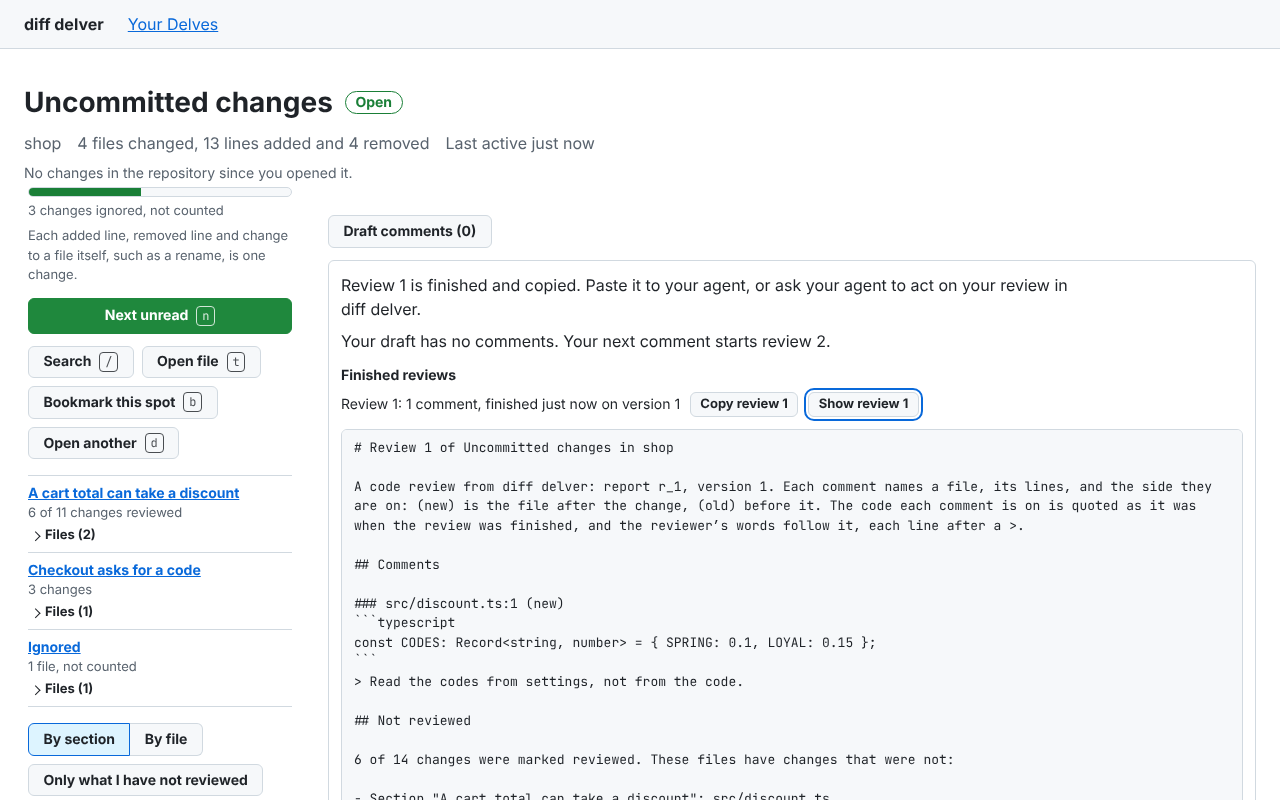 diff delver Your Delves
Uncommitted changes Open
shop 4 files changed, 13 lines added and 4 removed Last active just now
No changes in the repository since you opened it.
3 changes ignored, not counted
Each added line, removed line and change
to a file itself, such as a rename, is one
change.
Next unread n
Search / Open file t
Bookmark this spot b
Open another d
A cart total can take a discount
6 of 11 changes reviewed
Files (2)
Checkout asks for a code
3 changes
Files (1)
Ignored
1 file, not counted
Files (1)
By section By file
Only what I have not reviewed
Draft comments (0)
Review 1 is finished and copied. Paste it to your agent, or ask your agent to act on your review in
diff delver.
Your draft has no comments. Your next comment starts review 2.
Finished reviews
Review 1: 1 comment, finished just now on version 1 Copy review 1 Show review 1
# Review 1 of Uncommitted changes in shop
A code review from diff delver: report r_1, version 1. Each comment names a file, its lines, and the side they
are on: (new) is the file after the change, (old) before it. The code each comment is on is quoted as it was
when the review was finished, and the reviewer’s words follow it, each line after a >.
## Comments
### src/discount.ts:1 (new)
```typescript
const CODES: Record<string, number> = { SPRING: 0.1, LOYAL: 0.15 };
```
> Read the codes from settings, not from the code.
## Not reviewed
6 of 14 changes were marked reviewed. These files have changes that were not:
- Section "A cart total can take a discount": src/discount.ts